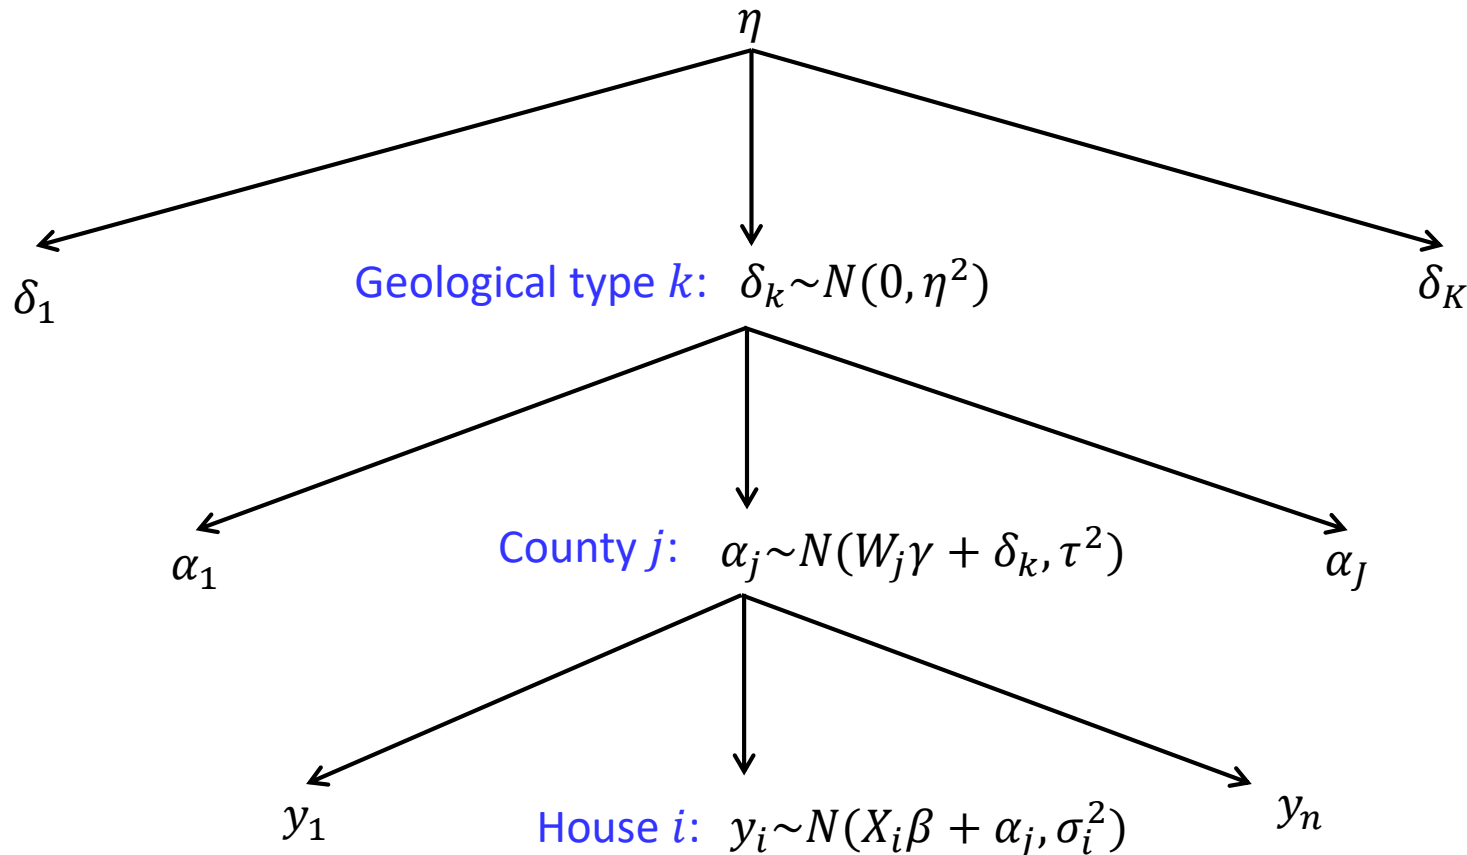 η
δ₁
Geological type k: δₖ~N(0, η²)
δ_K
α₁
County j: αⱼ~N(Wⱼγ + δₖ, τ²)
α_J
y₁
House i: yᵢ~N(Xᵢβ + αⱼ, σᵢ²)
yₙ